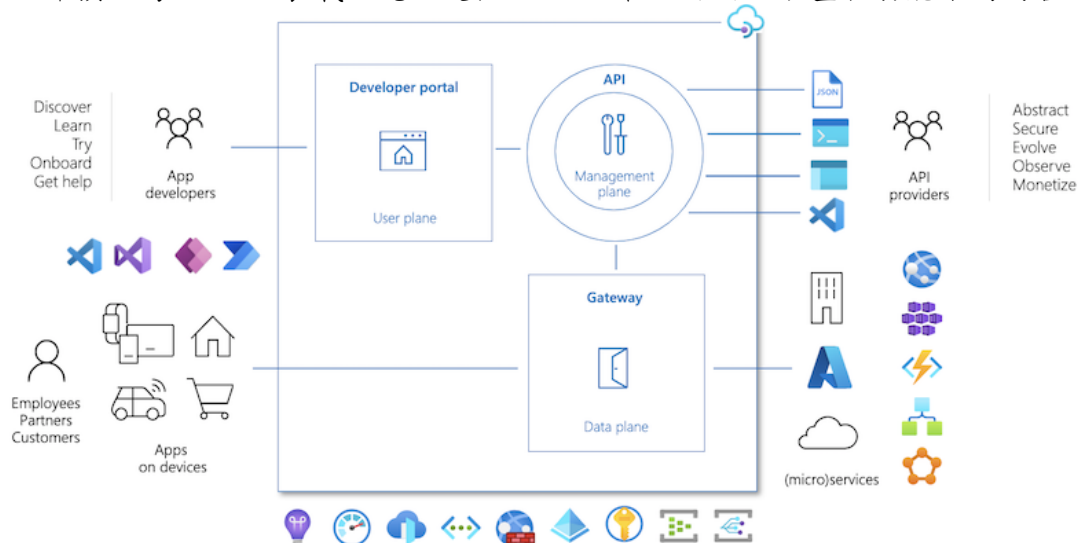 Developer portal
User plane
API
Management
plane
JSON
Discover
Learn
Try
Onboard
Get help
App
developers
API
providers
Abstract
Secure
Evolve
Observe
Monetize
Gateway
Data plane
Employees
Partners
Customers
Apps
on devices
(micro)services